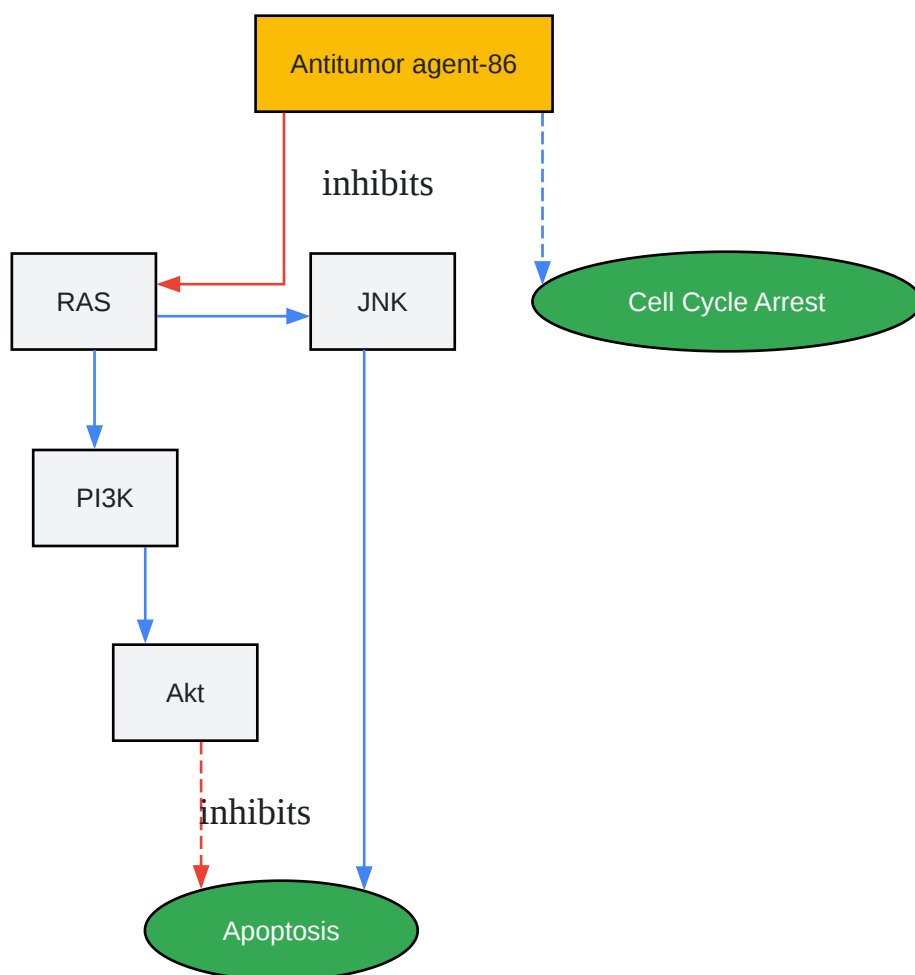 Antitumor agent-86
inhibits
RAS
JNK
Cell Cycle Arrest
PI3K
Akt
inhibits
Apoptosis